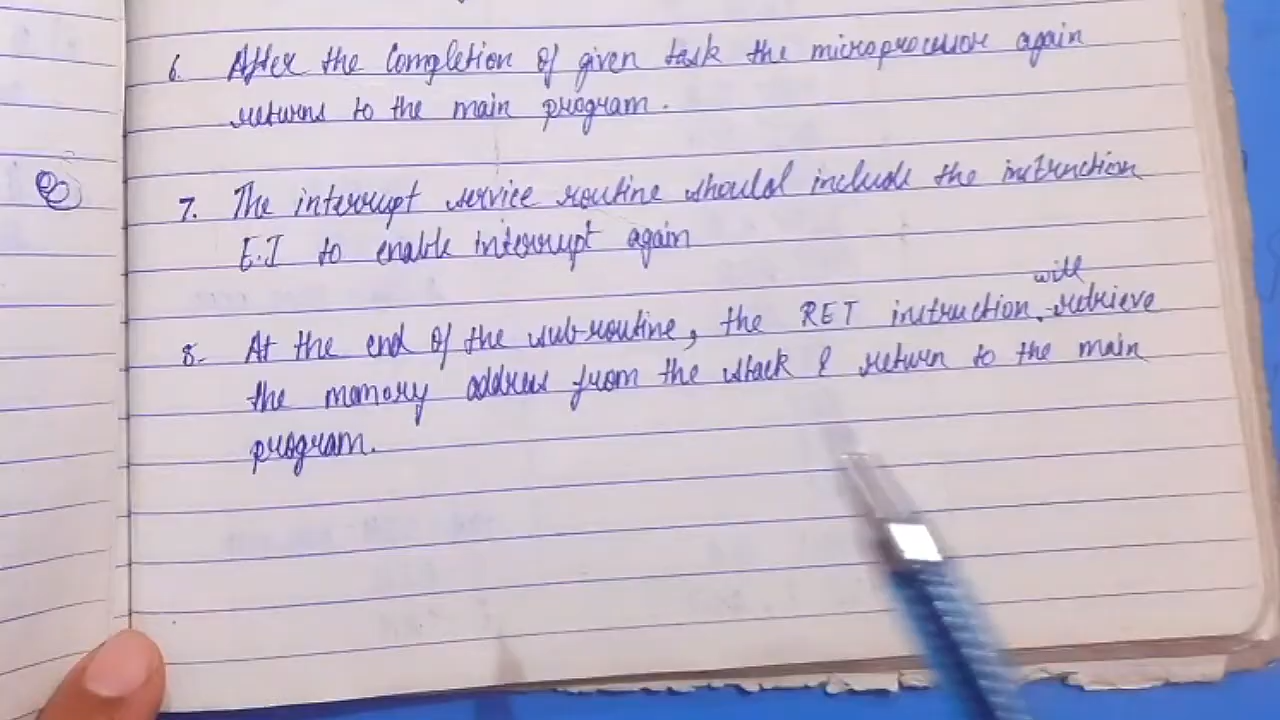 6. After the Completion of given task the microprocessor again
returns to the main program.
7. The interrupt service routine should include the instruction
E.I to enable interrupt again
will
8. At the end of the sub-routine, the RET instruction retrieve
the memory address from the stack & return to the main
program.